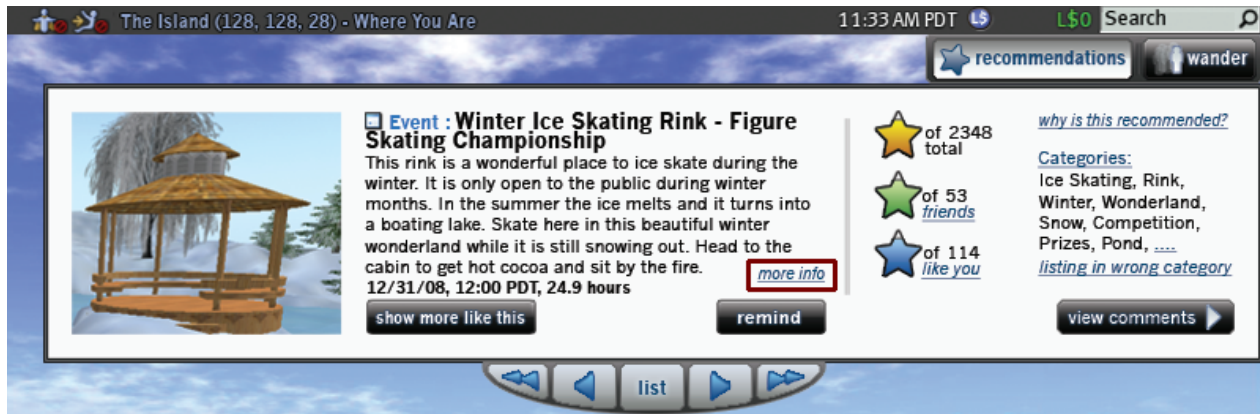 The Island (128, 128, 28) - Where You Are
11:33 AM PDT L$ L$0 Search
recommendations wander
Event : Winter Ice Skating Rink - Figure
Skating Championship
This rink is a wonderful place to ice skate during the
winter. It is only open to the public during winter
months. In the summer the ice melts and it turns into
a boating lake. Skate here in this beautiful winter
wonderland while it is still snowing out. Head to the
cabin to get hot cocoa and sit by the fire.
more info
12/31/08, 12:00 PDT, 24.9 hours
show more like this remind
of 2348
total
of 53
friends
of 114
like you
why is this recommended?
Categories:
Ice Skating, Rink,
Winter, Wonderland,
Snow, Competition,
Prizes, Pond, ....
listing in wrong category
view comments
list